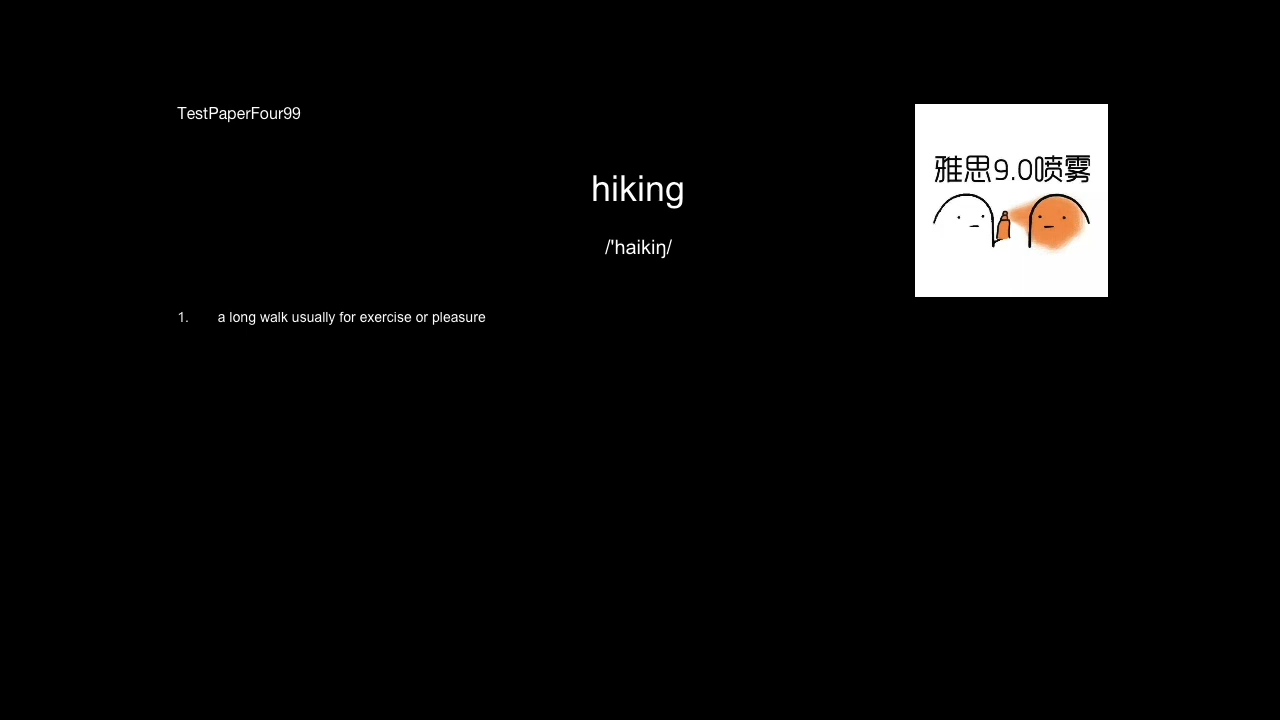 TestPaperFour99
雅思9.0喷雾
hiking
/'haikiŋ/
1. a long walk usually for exercise or pleasure